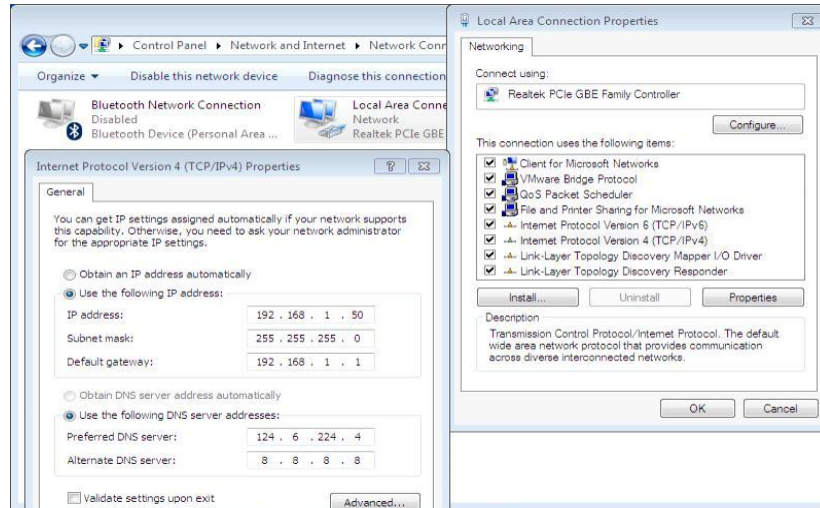 Control Panel ▸ Network and Internet ▸ Network Conn
Organize Disable this network device Diagnose this connection
Bluetooth Network Connection
Disabled
Bluetooth Device (Personal Area ...
Local Area Conne
Network
Realtek PCIe GBE
Internet Protocol Version 4 (TCP/IPv4) Properties
General
You can get IP settings assigned automatically if your network supports
this capability. Otherwise, you need to ask your network administrator
for the appropriate IP settings.
Obtain an IP address automatically
Use the following IP address:
IP address: 192 . 168 . 1 . 50
Subnet mask: 255 . 255 . 255 . 0
Default gateway: 192 . 168 . 1 . 1
Obtain DNS server address automatically
Use the following DNS server addresses:
Preferred DNS server: 124 . 6 . 224 . 4
Alternate DNS server: 8 . 8 . 8 . 8
Validate settings upon exit
Advanced...
Local Area Connection Properties
Networking
Connect using:
Realtek PCIe GBE Family Controller
Configure...
This connection uses the following items:
Client for Microsoft Networks
VMware Bridge Protocol
QoS Packet Scheduler
File and Printer Sharing for Microsoft Networks
Internet Protocol Version 6 (TCP/IPv6)
Internet Protocol Version 4 (TCP/IPv4)
Link-Layer Topology Discovery Mapper I/O Driver
Link-Layer Topology Discovery Responder
Install... Uninstall Properties
Description
Transmission Control Protocol/Internet Protocol. The default
wide area network protocol that provides communication
across diverse interconnected networks.
OK Cancel